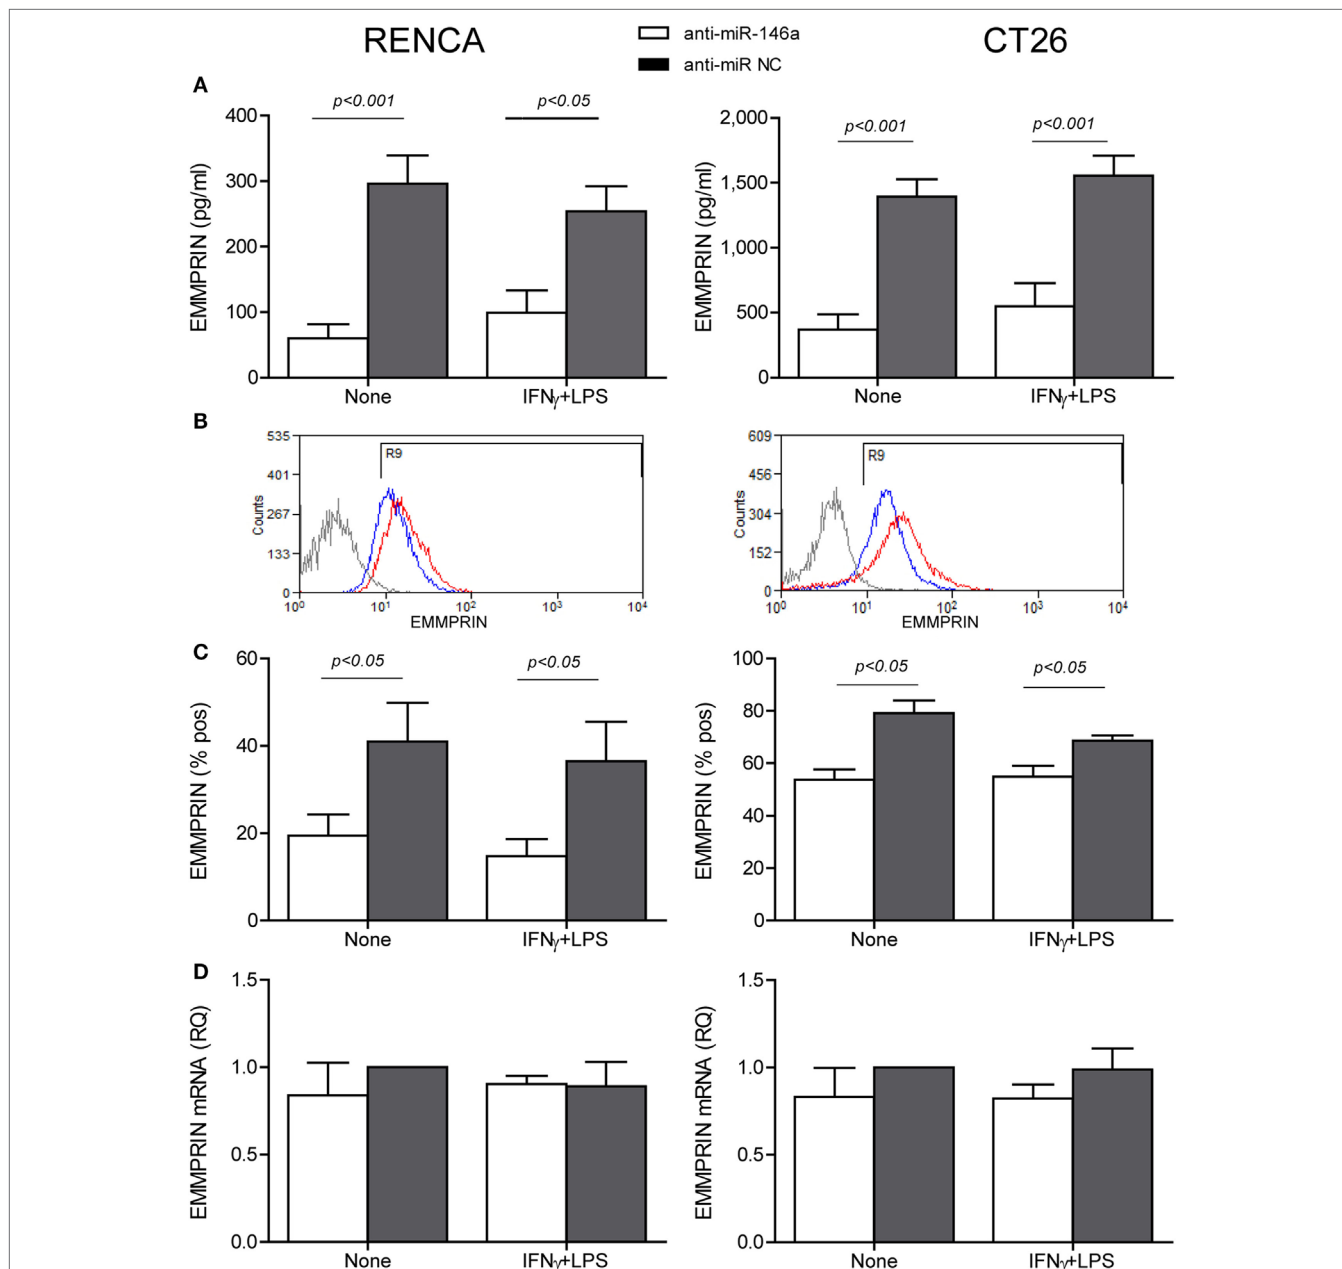 RENCA
anti-miR-146a
anti-miR NC
CT26
A
EMMPRIN (pg/ml)
400
300
200
100
0
p<0.001
p<0.05
None
IFNγ+LPS
EMMPRIN (pg/ml)
2,000
1,500
1,000
500
0
p<0.001
p<0.001
None
IFNγ+LPS
B
Counts
535
401
267
133
0
R9
10⁰
10¹
10²
10³
10⁴
EMMPRIN
Counts
609
456
304
152
0
R9
10⁰
10¹
10²
10³
10⁴
EMMPRIN
C
EMMPRIN (% pos)
60
40
20
0
p<0.05
p<0.05
None
IFNγ+LPS
EMMPRIN (% pos)
100
80
60
40
20
0
p<0.05
p<0.05
None
IFNγ+LPS
D
EMMPRIN mRNA (RQ)
1.5
1.0
0.5
0.0
None
IFNγ+LPS
EMMPRIN mRNA (RQ)
1.5
1.0
0.5
0.0
None
IFNγ+LPS